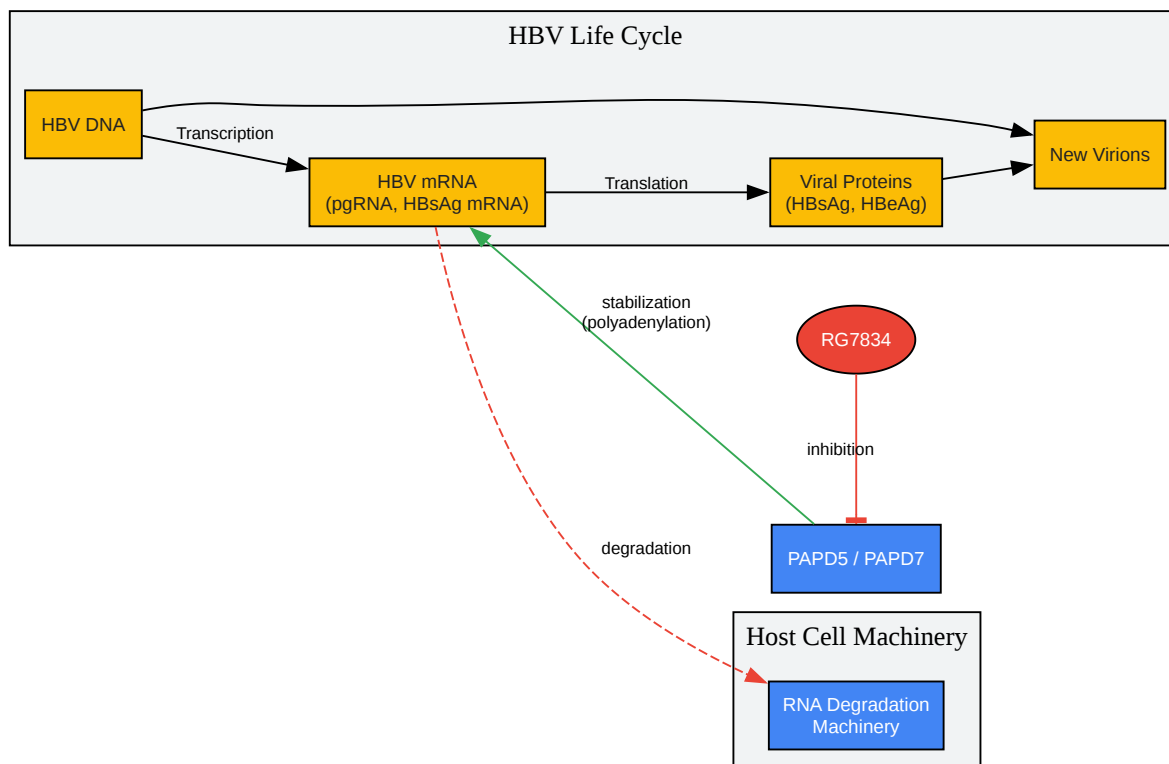 HBV Life Cycle
HBV DNA
Transcription
HBV mRNA
(pgRNA, HBsAg mRNA)
Translation
Viral Proteins
(HBsAg, HBeAg)
New Virions
stabilization
(polyadenylation)
RG7834
inhibition
degradation
PAPD5 / PAPD7
Host Cell Machinery
RNA Degradation
Machinery